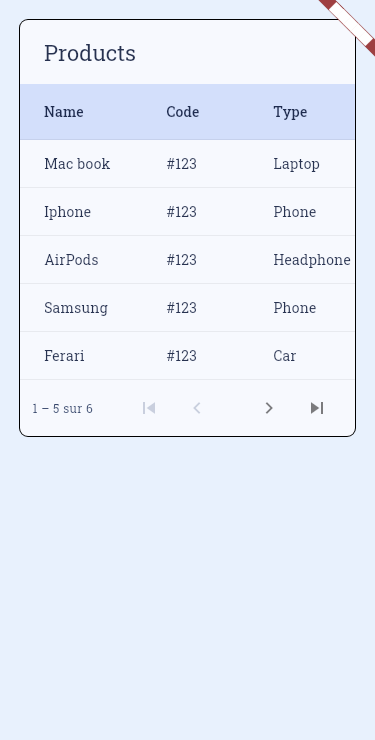 Products
Name Code Type
Mac book #123 Laptop
Iphone #123 Phone
AirPods #123 Headphone
Samsung #123 Phone
Ferari #123 Car
1 – 5 sur 6